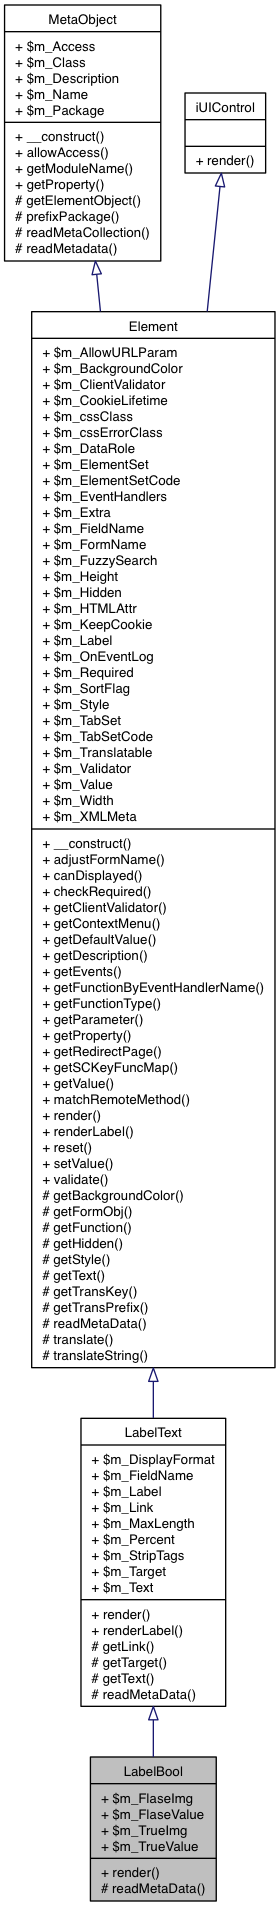 MetaObject
+ $m_Access
+ $m_Class
+ $m_Description
+ $m_Name
+ $m_Package
+ __construct()
+ allowAccess()
+ getModuleName()
+ getProperty()
# getElementObject()
# prefixPackage()
# readMetaCollection()
# readMetadata()
iUIControl
+ render()
Element
+ $m_AllowURLParam
+ $m_BackgroundColor
+ $m_ClientValidator
+ $m_CookieLifetime
+ $m_cssClass
+ $m_cssErrorClass
+ $m_DataRole
+ $m_ElementSet
+ $m_ElementSetCode
+ $m_EventHandlers
+ $m_Extra
+ $m_FieldName
+ $m_FormName
+ $m_FuzzySearch
+ $m_Height
+ $m_Hidden
+ $m_HTMLAttr
+ $m_KeepCookie
+ $m_Label
+ $m_OnEventLog
+ $m_Required
+ $m_SortFlag
+ $m_Style
+ $m_TabSet
+ $m_TabSetCode
+ $m_Translatable
+ $m_Validator
+ $m_Value
+ $m_Width
+ $m_XMLMeta
+ __construct()
+ adjustFormName()
+ canDisplayed()
+ checkRequired()
+ getClientValidator()
+ getContextMenu()
+ getDefaultValue()
+ getDescription()
+ getEvents()
+ getFunctionByEventHandlerName()
+ getFunctionType()
+ getParameter()
+ getProperty()
+ getRedirectPage()
+ getSCKeyFuncMap()
+ getValue()
+ matchRemoteMethod()
+ render()
+ renderLabel()
+ reset()
+ setValue()
+ validate()
# getBackgroundColor()
# getFormObj()
# getFunction()
# getHidden()
# getStyle()
# getText()
# getTransKey()
# getTransPrefix()
# readMetaData()
# translate()
# translateString()
LabelText
+ $m_DisplayFormat
+ $m_FieldName
+ $m_Label
+ $m_Link
+ $m_MaxLength
+ $m_Percent
+ $m_StripTags
+ $m_Target
+ $m_Text
+ render()
+ renderLabel()
# getLink()
# getTarget()
# getText()
# readMetaData()
LabelBool
+ $m_FlaseImg
+ $m_FlaseValue
+ $m_TrueImg
+ $m_TrueValue
+ render()
# readMetaData()